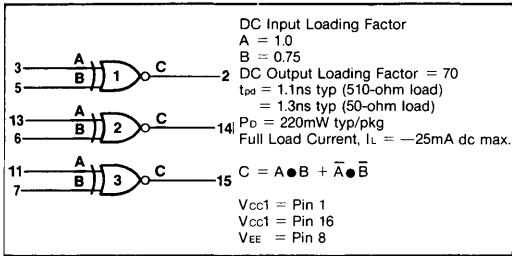 DC Input Loading Factor
A = 1.0
B = 0.75
DC Output Loading Factor = 70
tpd = 1.1ns typ (510-ohm load)
= 1.3ns typ (50-ohm load)
PD = 220mW typ/pkg
Full Load Current, IL = —25mA dc max.
C = A●B + A̅●B̅
Vcc1 = Pin 1
Vcc1 = Pin 16
VEE = Pin 8
3 A 1 C 2
5 B
13 A 2 C 14
6 B
11 A 3 C 15
7 B